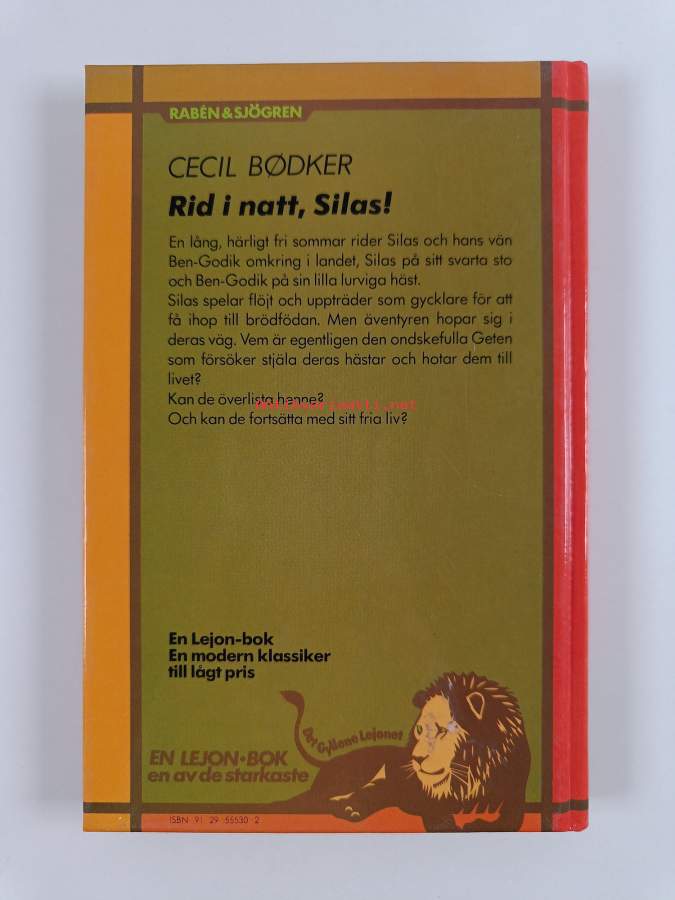 RABÉN & SJÖGREN
CECIL BØDKER
Rid i natt, Silas!
En lång, härligt fri sommar rider Silas och hans vän
Ben-Godik omkring i landet, Silas på sitt svarta sto
och Ben-Godik på sin lilla lurviga häst.
Silas spelar flöjt och uppträder som gycklare för att
få ihop till brödfödan. Men äventyren hopar sig i
deras väg. Vem är egentligen den ondskefulla Geten
som försöker stjäla deras hästar och hotar dem till
livet?
Kan de överlista henne?
Och kan de fortsätta med sitt fria liv?
En Lejon-bok
En modern klassiker
till lågt pris
Det Gyllene Lejonet
EN LEJON·BOK
en av de starkaste
ISBN 91 29 55530 2